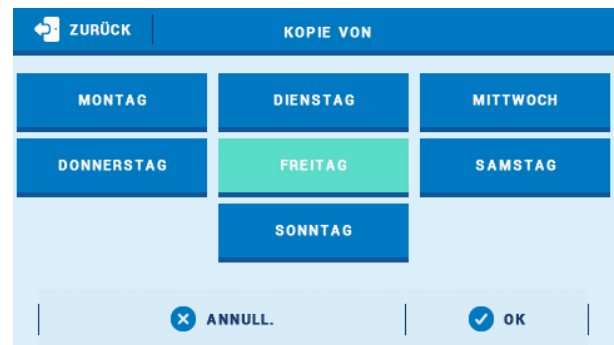 ZURÜCK KOPIE VON
MONTAG DIENSTAG MITTWOCH
DONNERSTAG FREITAG SAMSTAG
SONNTAG
ANNULL. OK